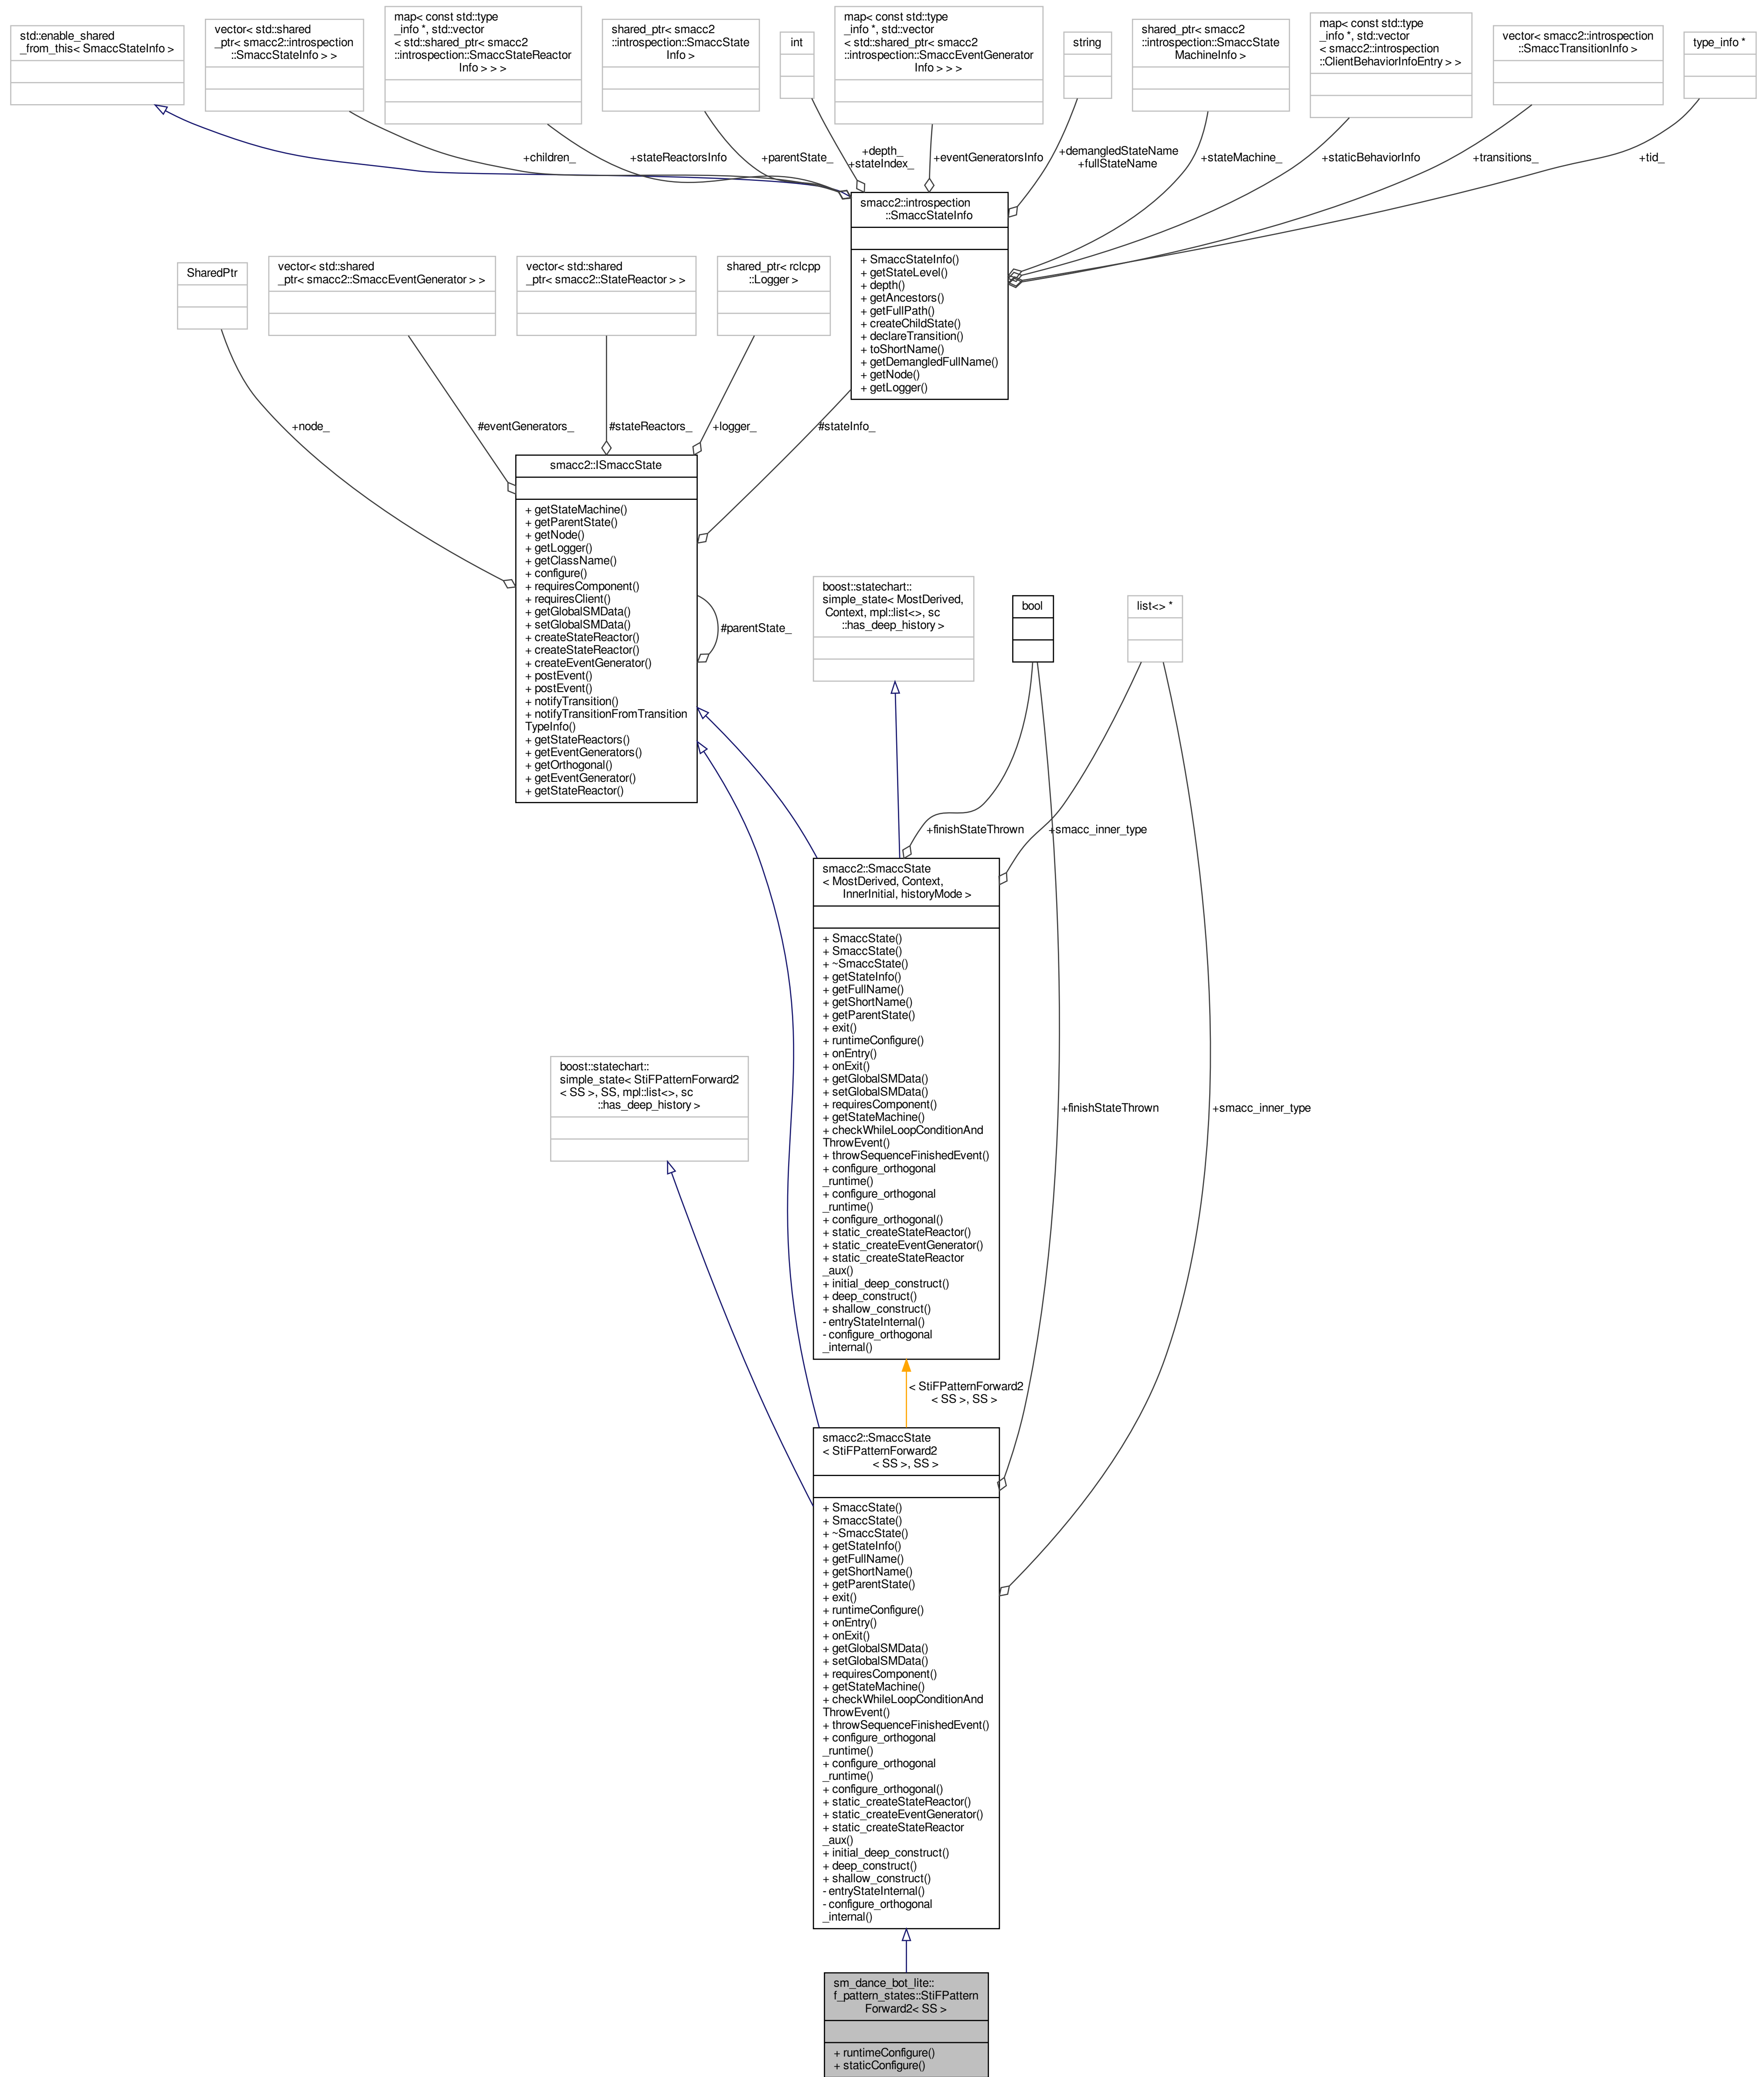 std::enable_shared
_from_this< SmaccStateInfo >
vector< std::shared
_ptr< smacc2::introspection
::SmaccStateInfo > >
map< const std::type
_info *, std::vector
< std::shared_ptr< smacc2
::introspection::SmaccStateReactor
Info > > >
shared_ptr< smacc2
::introspection::SmaccState
Info >
int
map< const std::type
_info *, std::vector
< std::shared_ptr< smacc2
::introspection::SmaccEventGenerator
Info > > >
string
shared_ptr< smacc2
::introspection::SmaccState
MachineInfo >
map< const std::type
_info *, std::vector
< smacc2::introspection
::ClientBehaviorInfoEntry > >
vector< smacc2::introspection
::SmaccTransitionInfo >
type_info *
+children_
+stateReactorsInfo
+parentState_
+depth_
+stateIndex_
+eventGeneratorsInfo
+demangledStateName
+fullStateName
+stateMachine_
+staticBehaviorInfo
+transitions_
+tid_
smacc2::introspection
::SmaccStateInfo
+ SmaccStateInfo()
+ getStateLevel()
+ depth()
+ getAncestors()
+ getFullPath()
+ createChildState()
+ declareTransition()
+ toShortName()
+ getDemangledFullName()
+ getNode()
+ getLogger()
SharedPtr
vector< std::shared
_ptr< smacc2::SmaccEventGenerator > >
vector< std::shared
_ptr< smacc2::StateReactor > >
shared_ptr< rclcpp
::Logger >
+node_
#eventGenerators_
#stateReactors_
+logger_
#stateInfo_
smacc2::ISmaccState
+ getStateMachine()
+ getParentState()
+ getNode()
+ getLogger()
+ getClassName()
+ configure()
+ requiresComponent()
+ requiresClient()
+ getGlobalSMData()
+ setGlobalSMData()
+ createStateReactor()
+ createStateReactor()
+ createEventGenerator()
+ postEvent()
+ postEvent()
+ notifyTransition()
+ notifyTransitionFromTransition
TypeInfo()
+ getStateReactors()
+ getEventGenerators()
+ getOrthogonal()
+ getEventGenerator()
+ getStateReactor()
#parentState_
boost::statechart::
simple_state< MostDerived,
Context, mpl::list<>, sc
::has_deep_history >
bool
list<> *
+finishStateThrown
+smacc_inner_type
smacc2::SmaccState
< MostDerived, Context,
InnerInitial, historyMode >
+ SmaccState()
+ SmaccState()
+ ~SmaccState()
+ getStateInfo()
+ getFullName()
+ getShortName()
+ getParentState()
+ exit()
+ runtimeConfigure()
+ onEntry()
+ onExit()
+ getGlobalSMData()
+ setGlobalSMData()
+ requiresComponent()
+ getStateMachine()
+ checkWhileLoopConditionAnd
ThrowEvent()
+ throwSequenceFinishedEvent()
+ configure_orthogonal
_runtime()
+ configure_orthogonal
_runtime()
+ configure_orthogonal()
+ static_createStateReactor()
+ static_createEventGenerator()
+ static_createStateReactor
_aux()
+ initial_deep_construct()
+ deep_construct()
+ shallow_construct()
- entryStateInternal()
- configure_orthogonal
_internal()
boost::statechart::
simple_state< StiFPatternForward2
< SS >, SS, mpl::list<>, sc
::has_deep_history >
+finishStateThrown
+smacc_inner_type
< StiFPatternForward2
< SS >, SS >
smacc2::SmaccState
< StiFPatternForward2
< SS >, SS >
+ SmaccState()
+ SmaccState()
+ ~SmaccState()
+ getStateInfo()
+ getFullName()
+ getShortName()
+ getParentState()
+ exit()
+ runtimeConfigure()
+ onEntry()
+ onExit()
+ getGlobalSMData()
+ setGlobalSMData()
+ requiresComponent()
+ getStateMachine()
+ checkWhileLoopConditionAnd
ThrowEvent()
+ throwSequenceFinishedEvent()
+ configure_orthogonal
_runtime()
+ configure_orthogonal
_runtime()
+ configure_orthogonal()
+ static_createStateReactor()
+ static_createEventGenerator()
+ static_createStateReactor
_aux()
+ initial_deep_construct()
+ deep_construct()
+ shallow_construct()
- entryStateInternal()
- configure_orthogonal
_internal()
sm_dance_bot_lite::
f_pattern_states::StiFPattern
Forward2< SS >
+ runtimeConfigure()
+ staticConfigure()